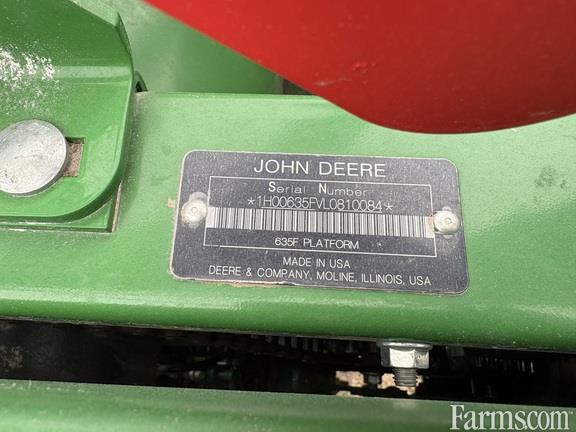 JOHN DEERE
Serial Number
*1H00635FVL0810084*
635F PLATFORM
MADE IN USA
DEERE & COMPANY, MOLINE, ILLINOIS, USA
Farms.com